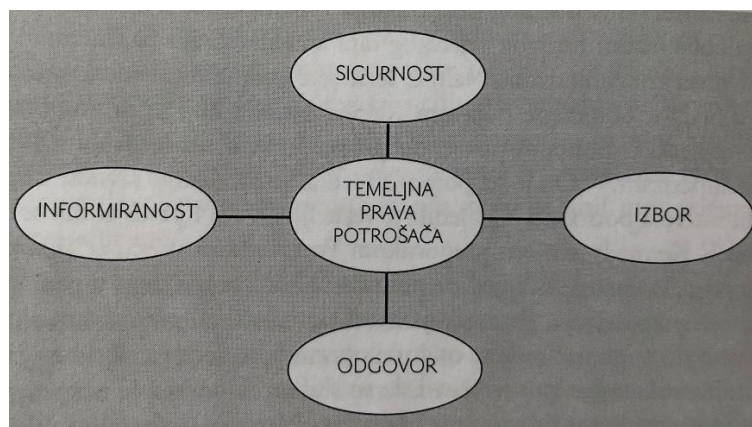 SIGURNOST
INFORMIRANOST
TEMELJNA
PRAVA
POTROŠAČA
IZBOR
ODGOVOR